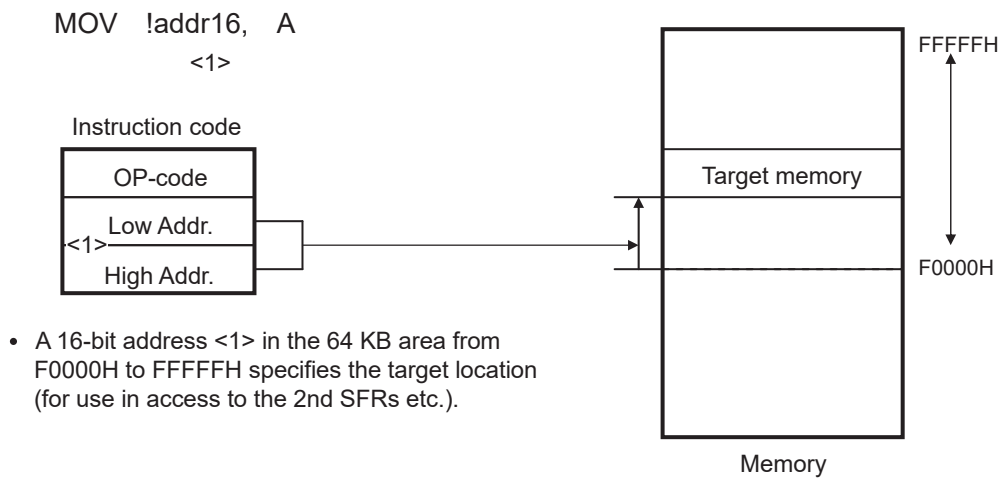 MOV !addr16, A
<1>
Instruction code
OP-code
Low Addr.
<1>
High Addr.
FFFFFH
Target memory
F0000H
Memory
• A 16-bit address <1> in the 64 KB area from
F0000H to FFFFFH specifies the target location
(for use in access to the 2nd SFRs etc.).